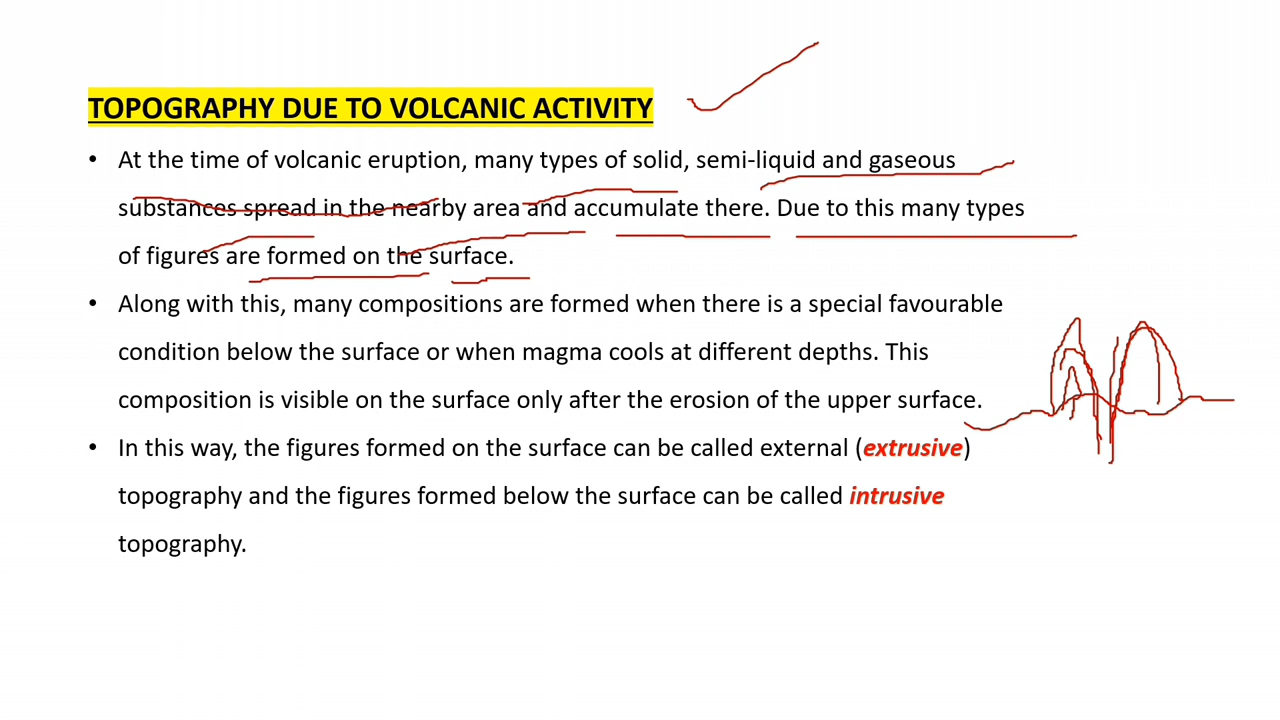 TOPOGRAPHY DUE TO VOLCANIC ACTIVITY
• At the time of volcanic eruption, many types of solid, semi-liquid and gaseous
substances spread in the nearby area and accumulate there. Due to this many types
of figures are formed on the surface.
• Along with this, many compositions are formed when there is a special favourable
condition below the surface or when magma cools at different depths. This
composition is visible on the surface only after the erosion of the upper surface.
• In this way, the figures formed on the surface can be called external (extrusive)
topography and the figures formed below the surface can be called intrusive
topography.